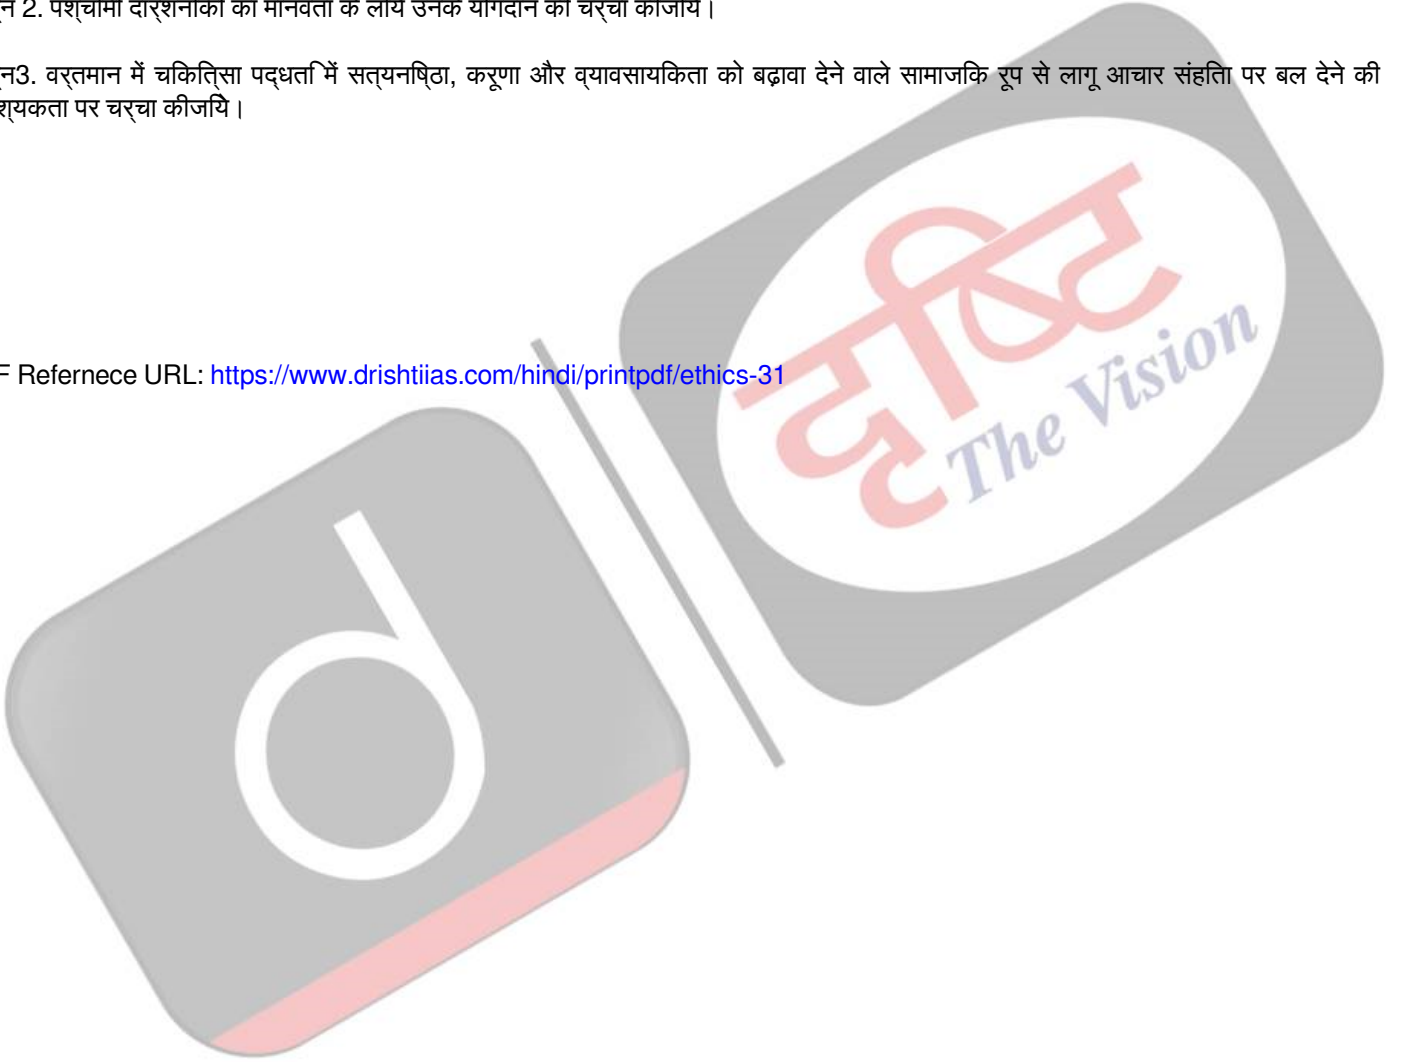 न 2. पश्चिमी दार्शनिकों का मानवता के लिये उनके योगदान की चर्चा कीजिये।
न3. वर्तमान में चिकित्सा पद्धति में सत्यनिष्ठा, करूणा और व्यावसायिकता को बढ़ावा देने वाले सामाजिक रूप से लागू आचार संहिता पर बल देने की
श्यकता पर चर्चा कीजिये।
दृष्टि
The Vision
F Refernece URL: https://www.drishtiias.com/hindi/printpdf/ethics-31